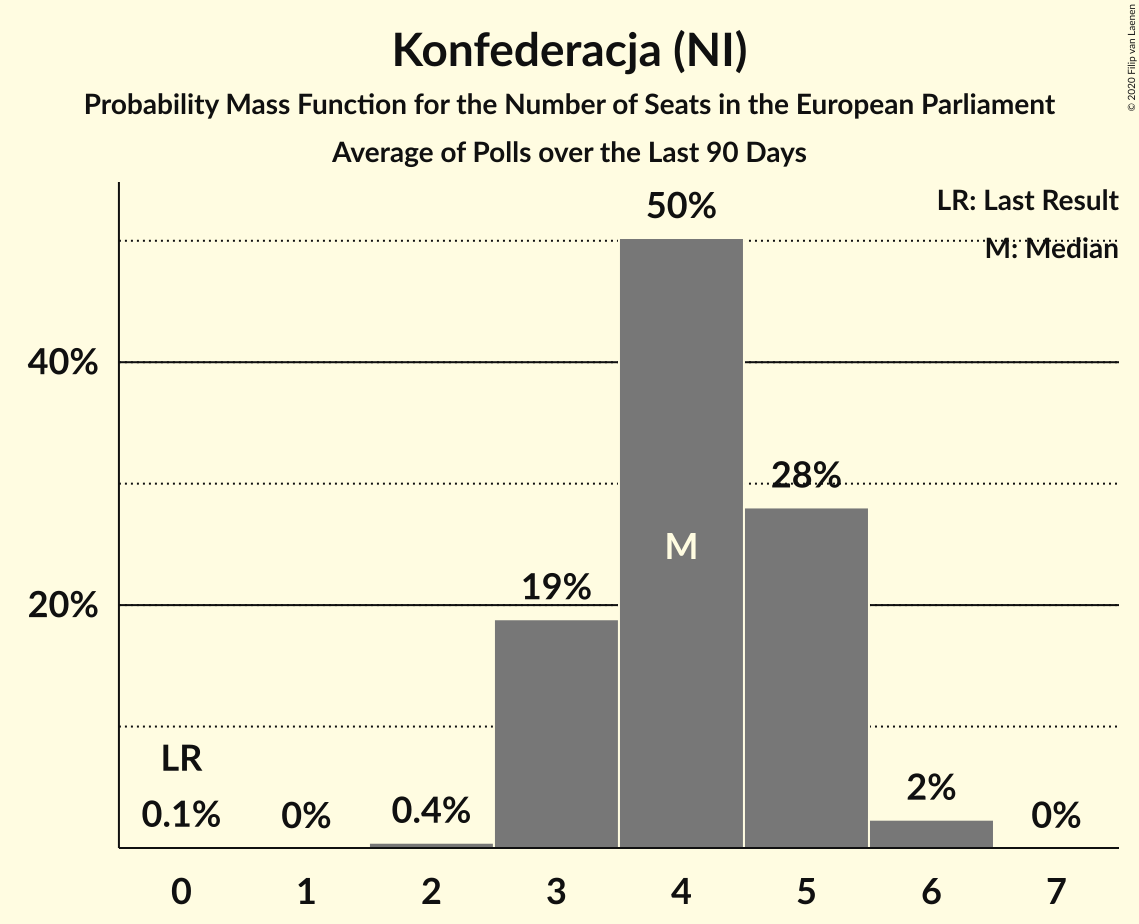 Konfederacja (NI)
Probability Mass Function for the Number of Seats in the European Parliament
Average of Polls over the Last 90 Days
© 2020 Filip van Laenen
LR: Last Result
M: Median
50%
40%
28%
M
19%
20%
LR
0.1%
0%
0.4%
2%
0%
0 1 2 3 4 5 6 7